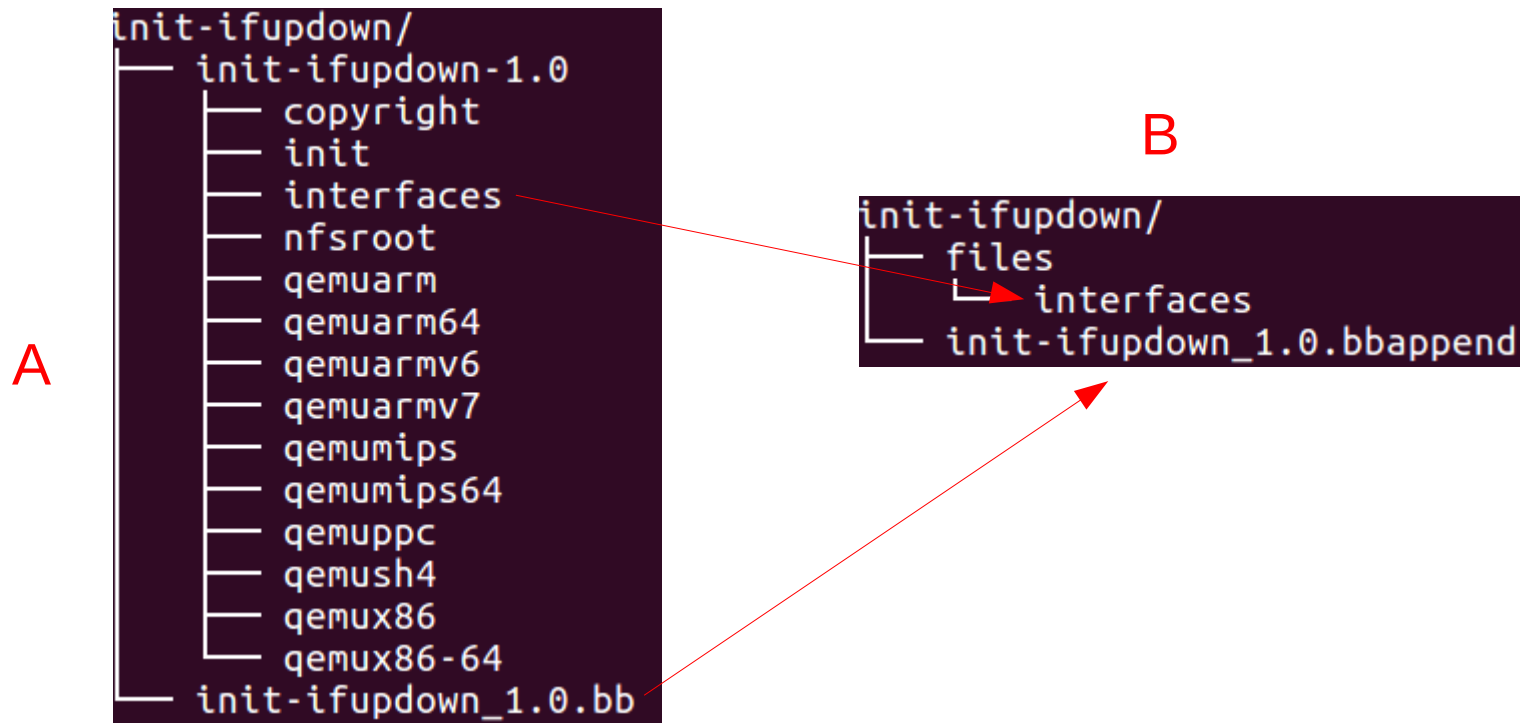 init-ifupdown/
init-ifupdown-1.0
copyright
init
interfaces
nfsroot
qemuarm
qemuarm64
qemuarmv6
qemuarmv7
qemumips
qemumips64
qemuppc
qemush4
qemux86
qemux86-64
init-ifupdown_1.0.bb
A
B
init-ifupdown/
files
interfaces
init-ifupdown_1.0.bbappend